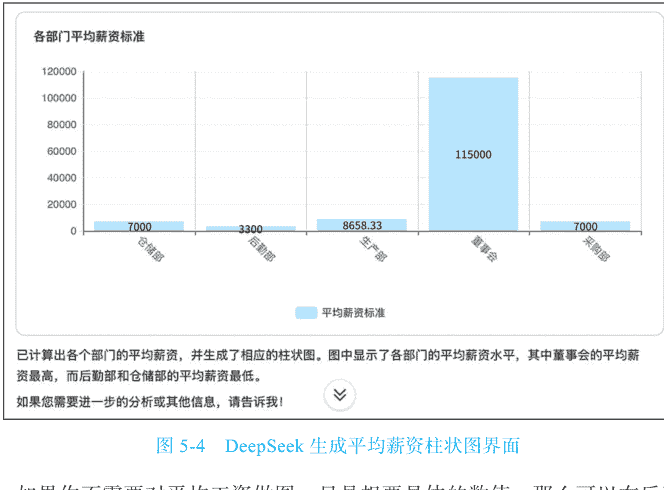 各部门平均薪资标准
120000
100000
80000
60000
40000
20000
0
7000
3300
8658.33
115000
7000
仓储部
后勤部
生产部
董事会
采购部
平均薪资标准
已计算出各个部门的平均薪资，并生成了相应的柱状图。图中显示了各部门的平均薪资水平，其中董事会的平均薪
资最高，而后勤部和仓储部的平均薪资最低。
如果您需要进一步的分析或其他信息，请告诉我！
图 5-4 DeepSeek 生成平均薪资柱状图界面